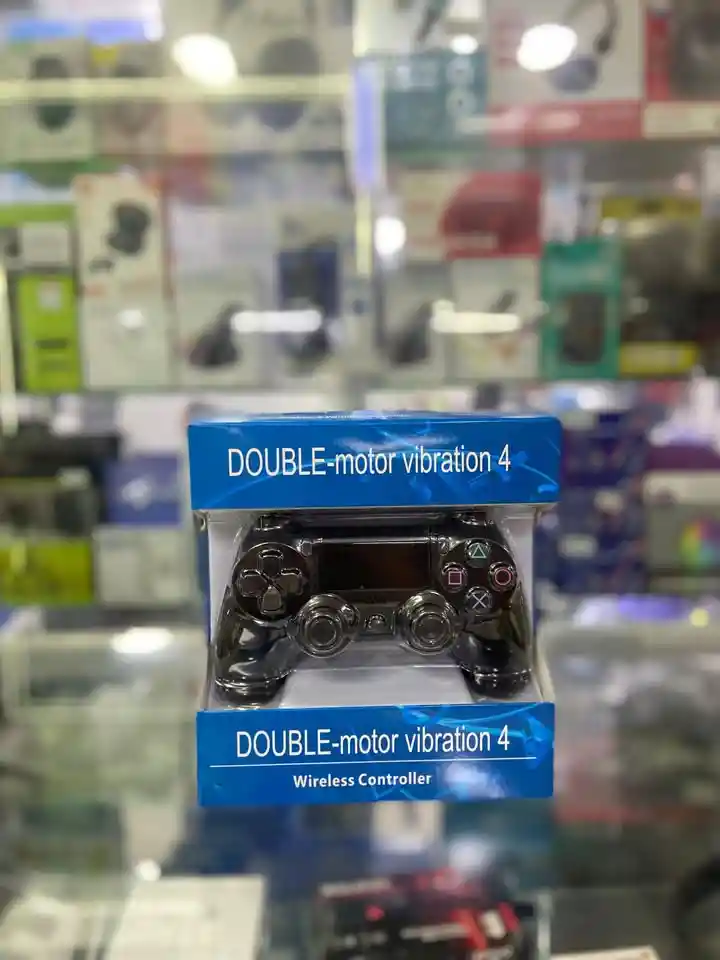 DOUBLE-motor vibration 4
DOUBLE-motor vibration 4
Wireless Controller